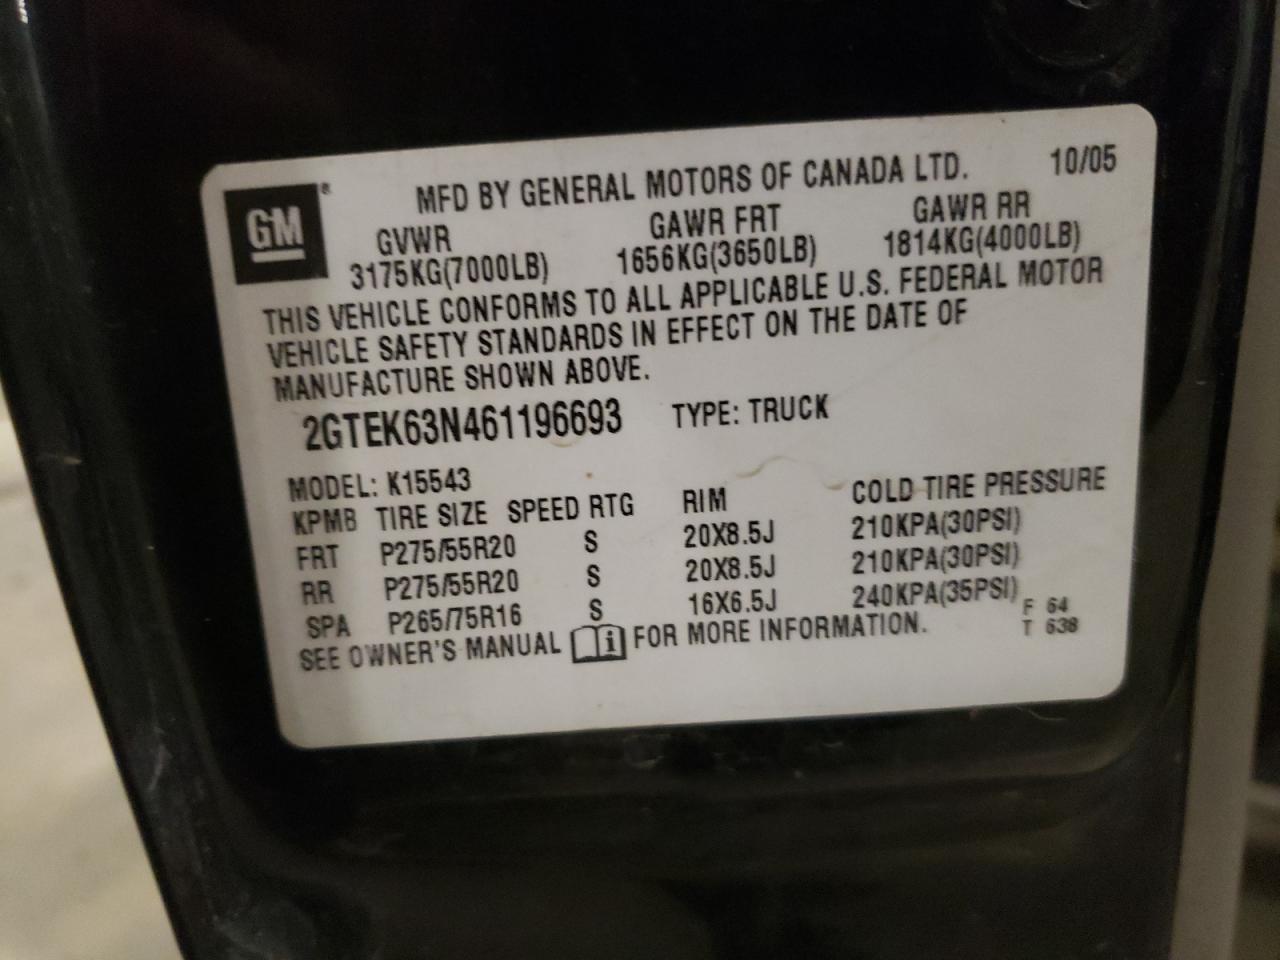 GM®
MFD BY GENERAL MOTORS OF CANADA LTD. 10/05
GVWR GAWR FRT GAWR RR
3175KG(7000LB) 1656KG(3650LB) 1814KG(4000LB)
THIS VEHICLE CONFORMS TO ALL APPLICABLE U.S. FEDERAL MOTOR
VEHICLE SAFETY STANDARDS IN EFFECT ON THE DATE OF
MANUFACTURE SHOWN ABOVE.
2GTEK63N461196693 TYPE: TRUCK
MODEL: K15543
KPMB TIRE SIZE SPEED RTG RIM COLD TIRE PRESSURE
FRT P275/55R20 S 20X8.5J 210KPA(30PSI)
RR P275/55R20 S 20X8.5J 210KPA(30PSI)
SPA P265/75R16 S 16X6.5J 240KPA(35PSI)
SEE OWNER'S MANUAL i FOR MORE INFORMATION.
F 64
T 638